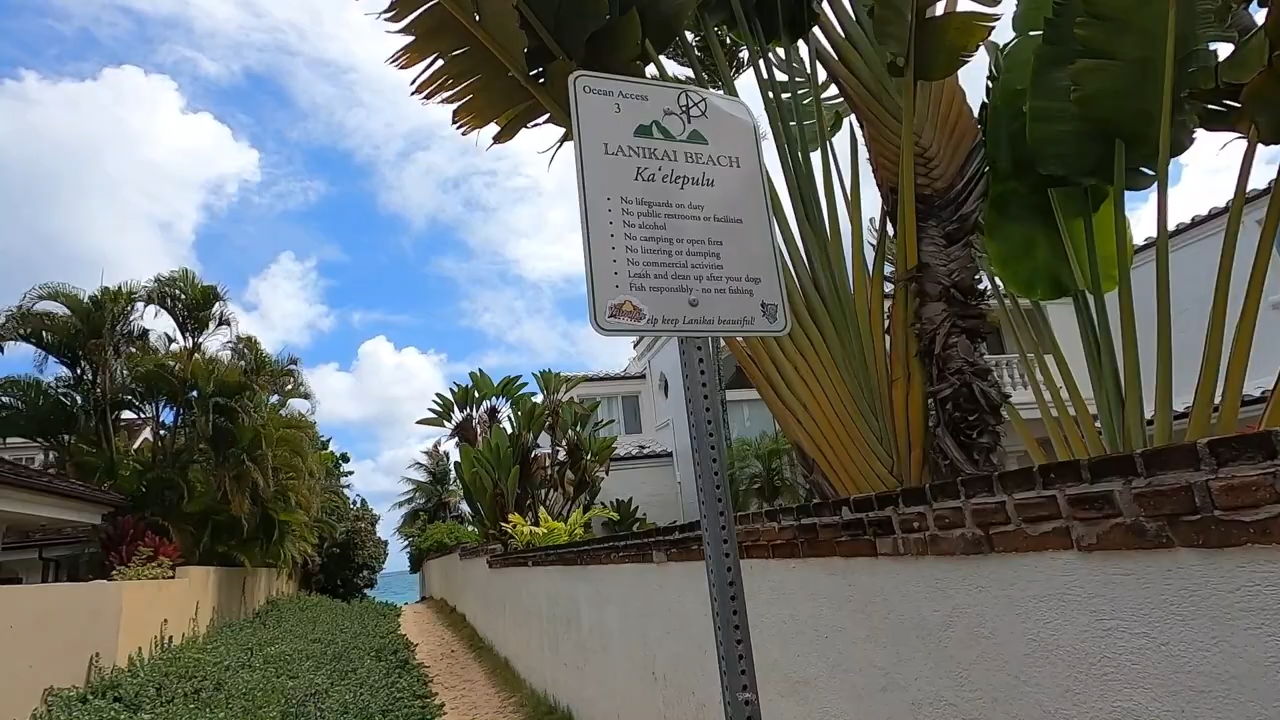 Ocean Access
3
LANIKAI BEACH
Kaʻelepulu
• No lifeguards on duty
• No public restrooms or facilities
• No alcohol
• No camping or open fires
• No littering or dumping
• No commercial activities
• Leash and clean up after your dogs
• Fish responsibly - no net fishing
elp keep Lanikai beautiful!